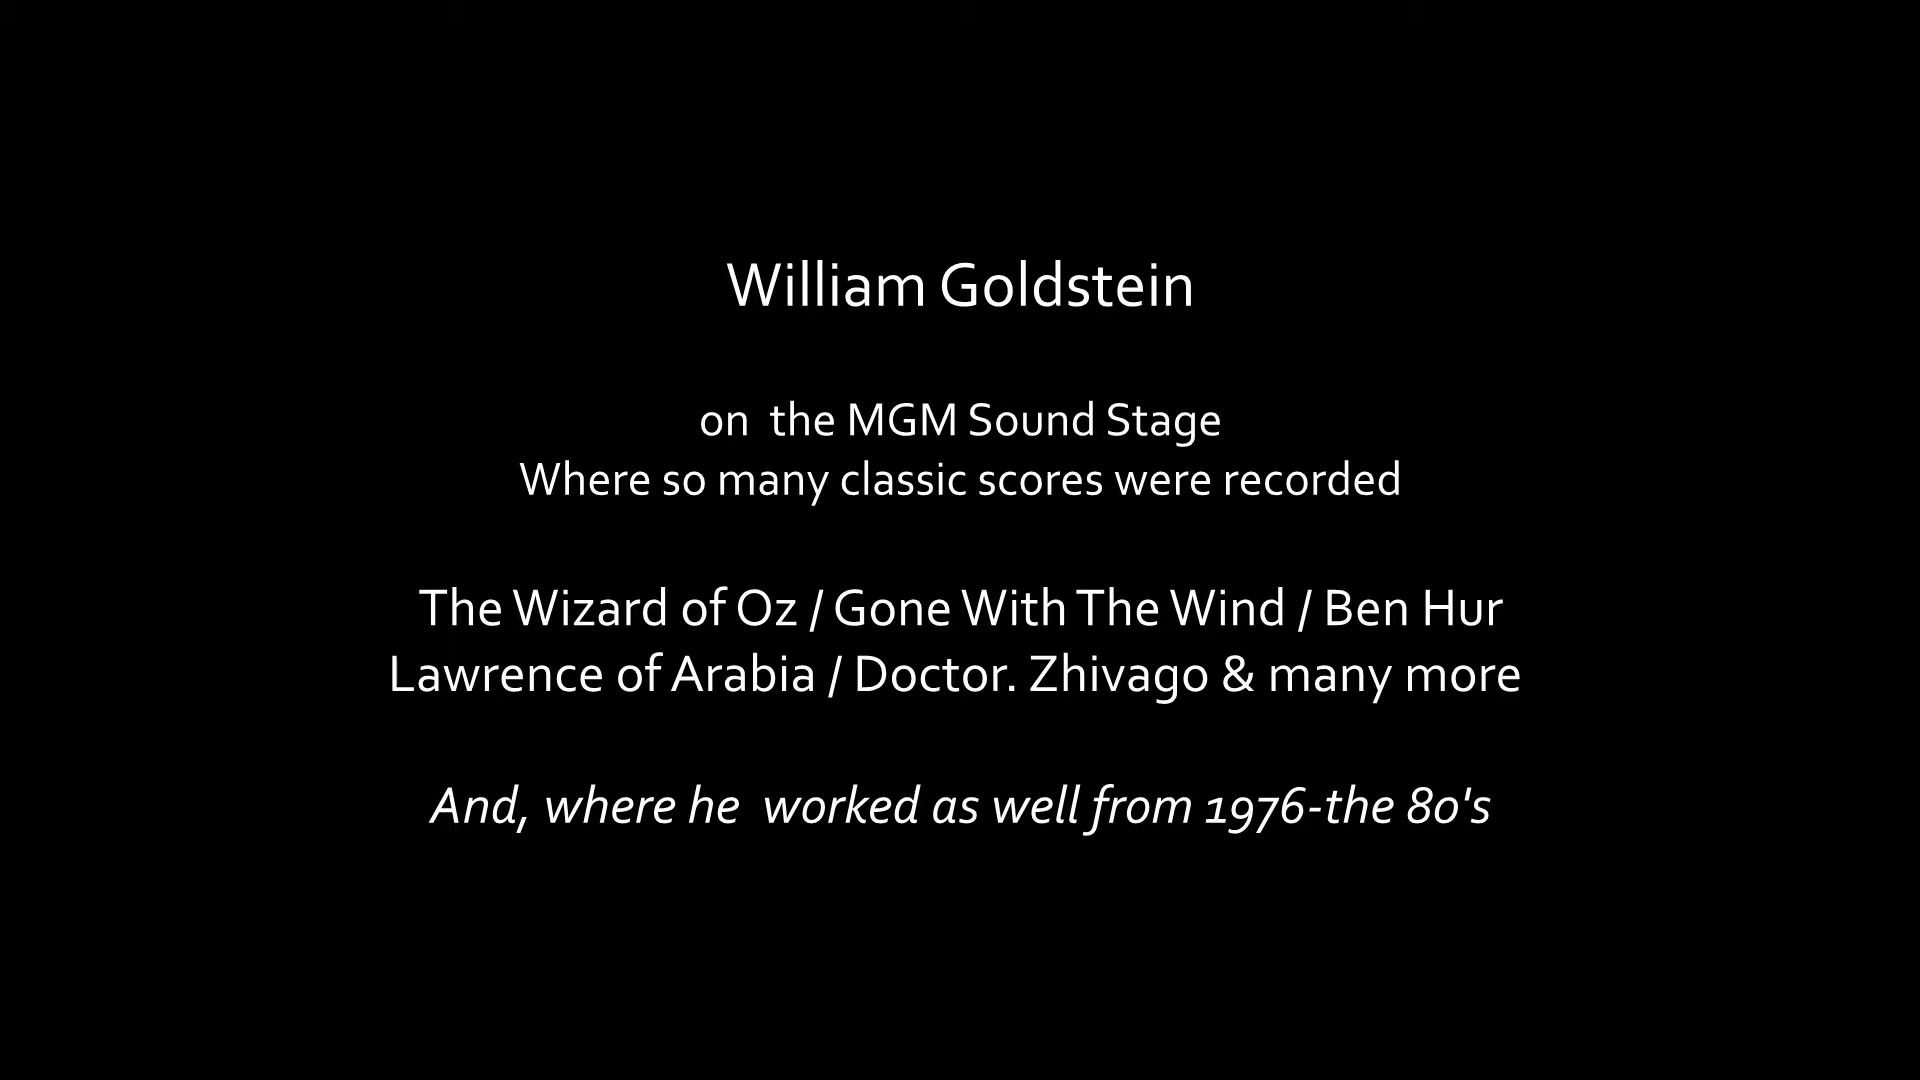 William Goldstein
on  the MGM Sound Stage
Where so many classic scores were recorded
The Wizard of Oz / Gone With The Wind / Ben Hur
Lawrence of Arabia / Doctor. Zhivago & many more
And, where he  worked as well from 1976-the 80's